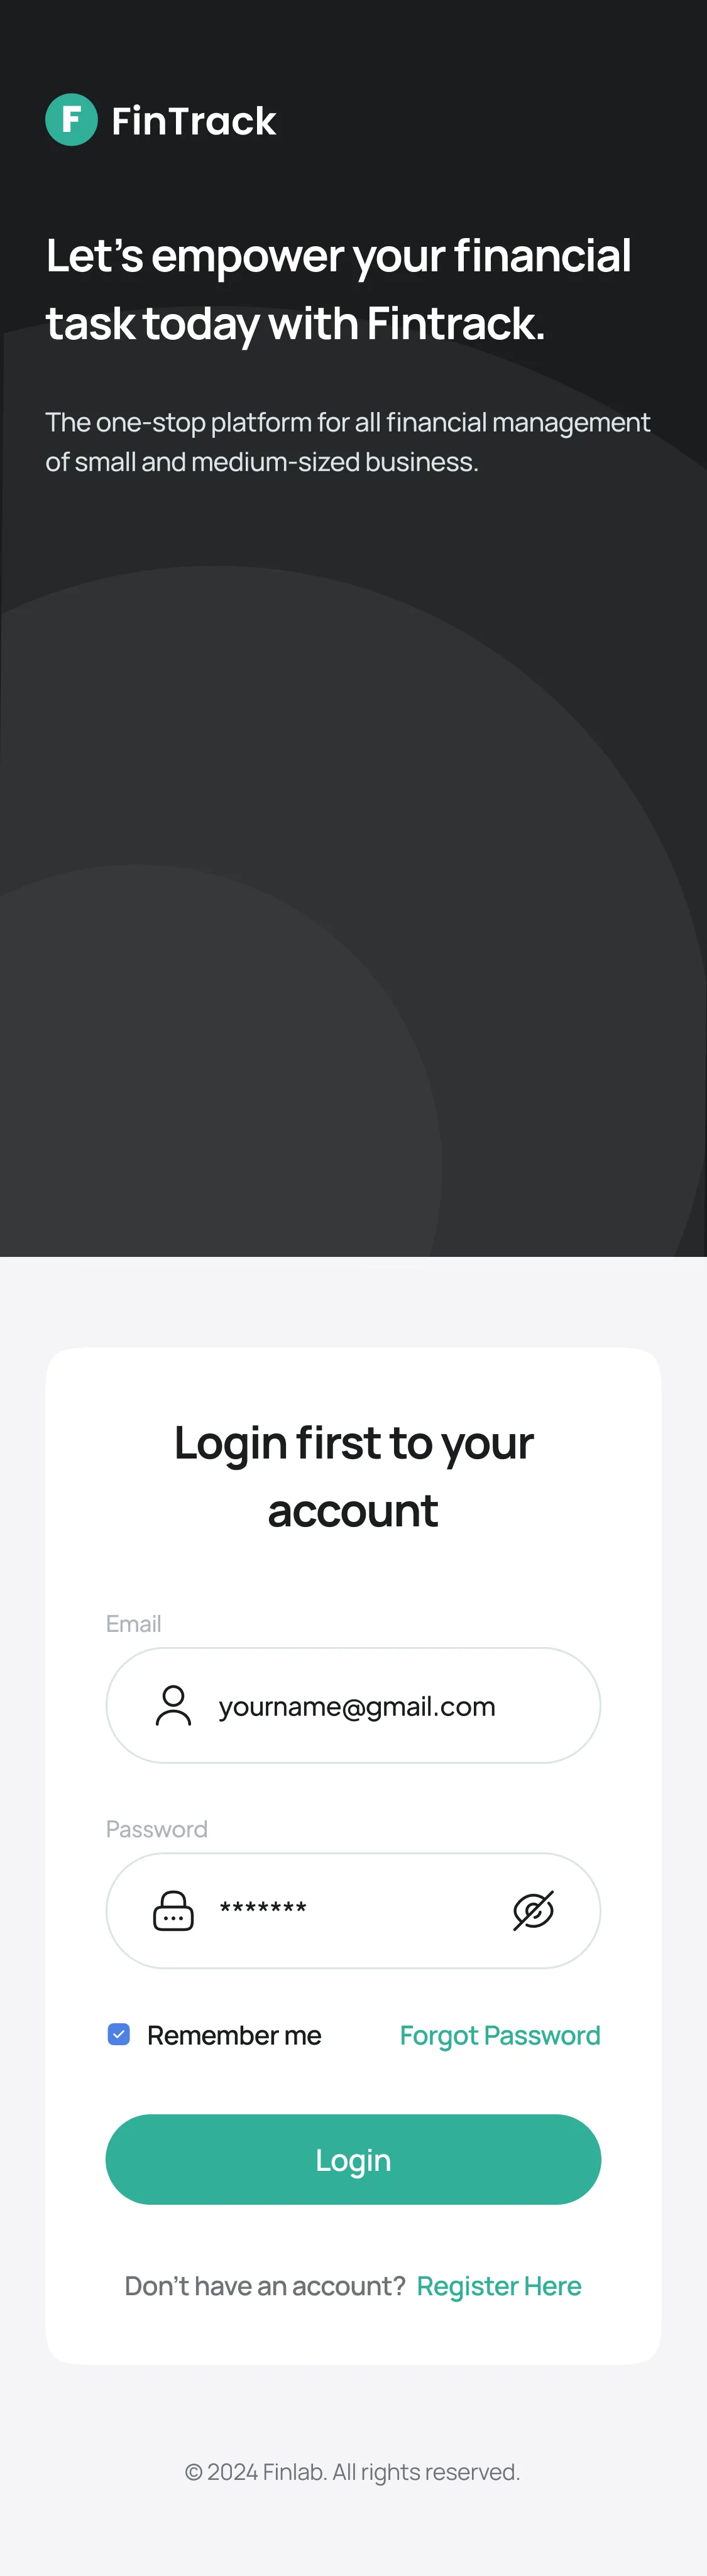 F FinTrack
Let's empower your financial
task today with Fintrack.
The one-stop platform for all financial management
of small and medium-sized business.
Login first to your
account
Email
yourname@gmail.com
Password
*******
Remember me Forgot Password
Login
Don't have an account? Register Here
© 2024 Finlab. All rights reserved.